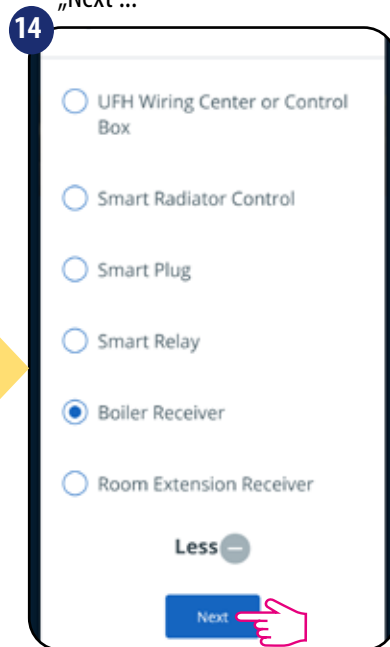 „Next"...
14
UFH Wiring Center or Control
Box
Smart Radiator Control
Smart Plug
Smart Relay
Boiler Receiver
Room Extension Receiver
Less
Next